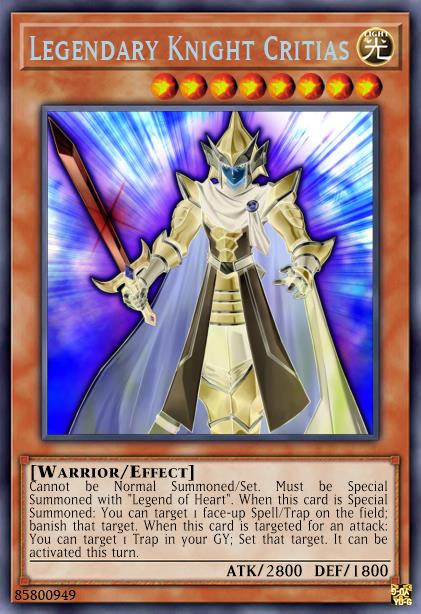 Legendary Knight Critias
LIGHT
光
[Warrior/Effect]
Cannot be Normal Summoned/Set. Must be Special
Summoned with "Legend of Heart". When this card is Special
Summoned: You can target 1 face-up Spell/Trap on the field;
banish that target. When this card is targeted for an attack:
You can target 1 Trap in your GY; Set that target. It can be
activated this turn.
ATK/2800 DEF/1800
85800949